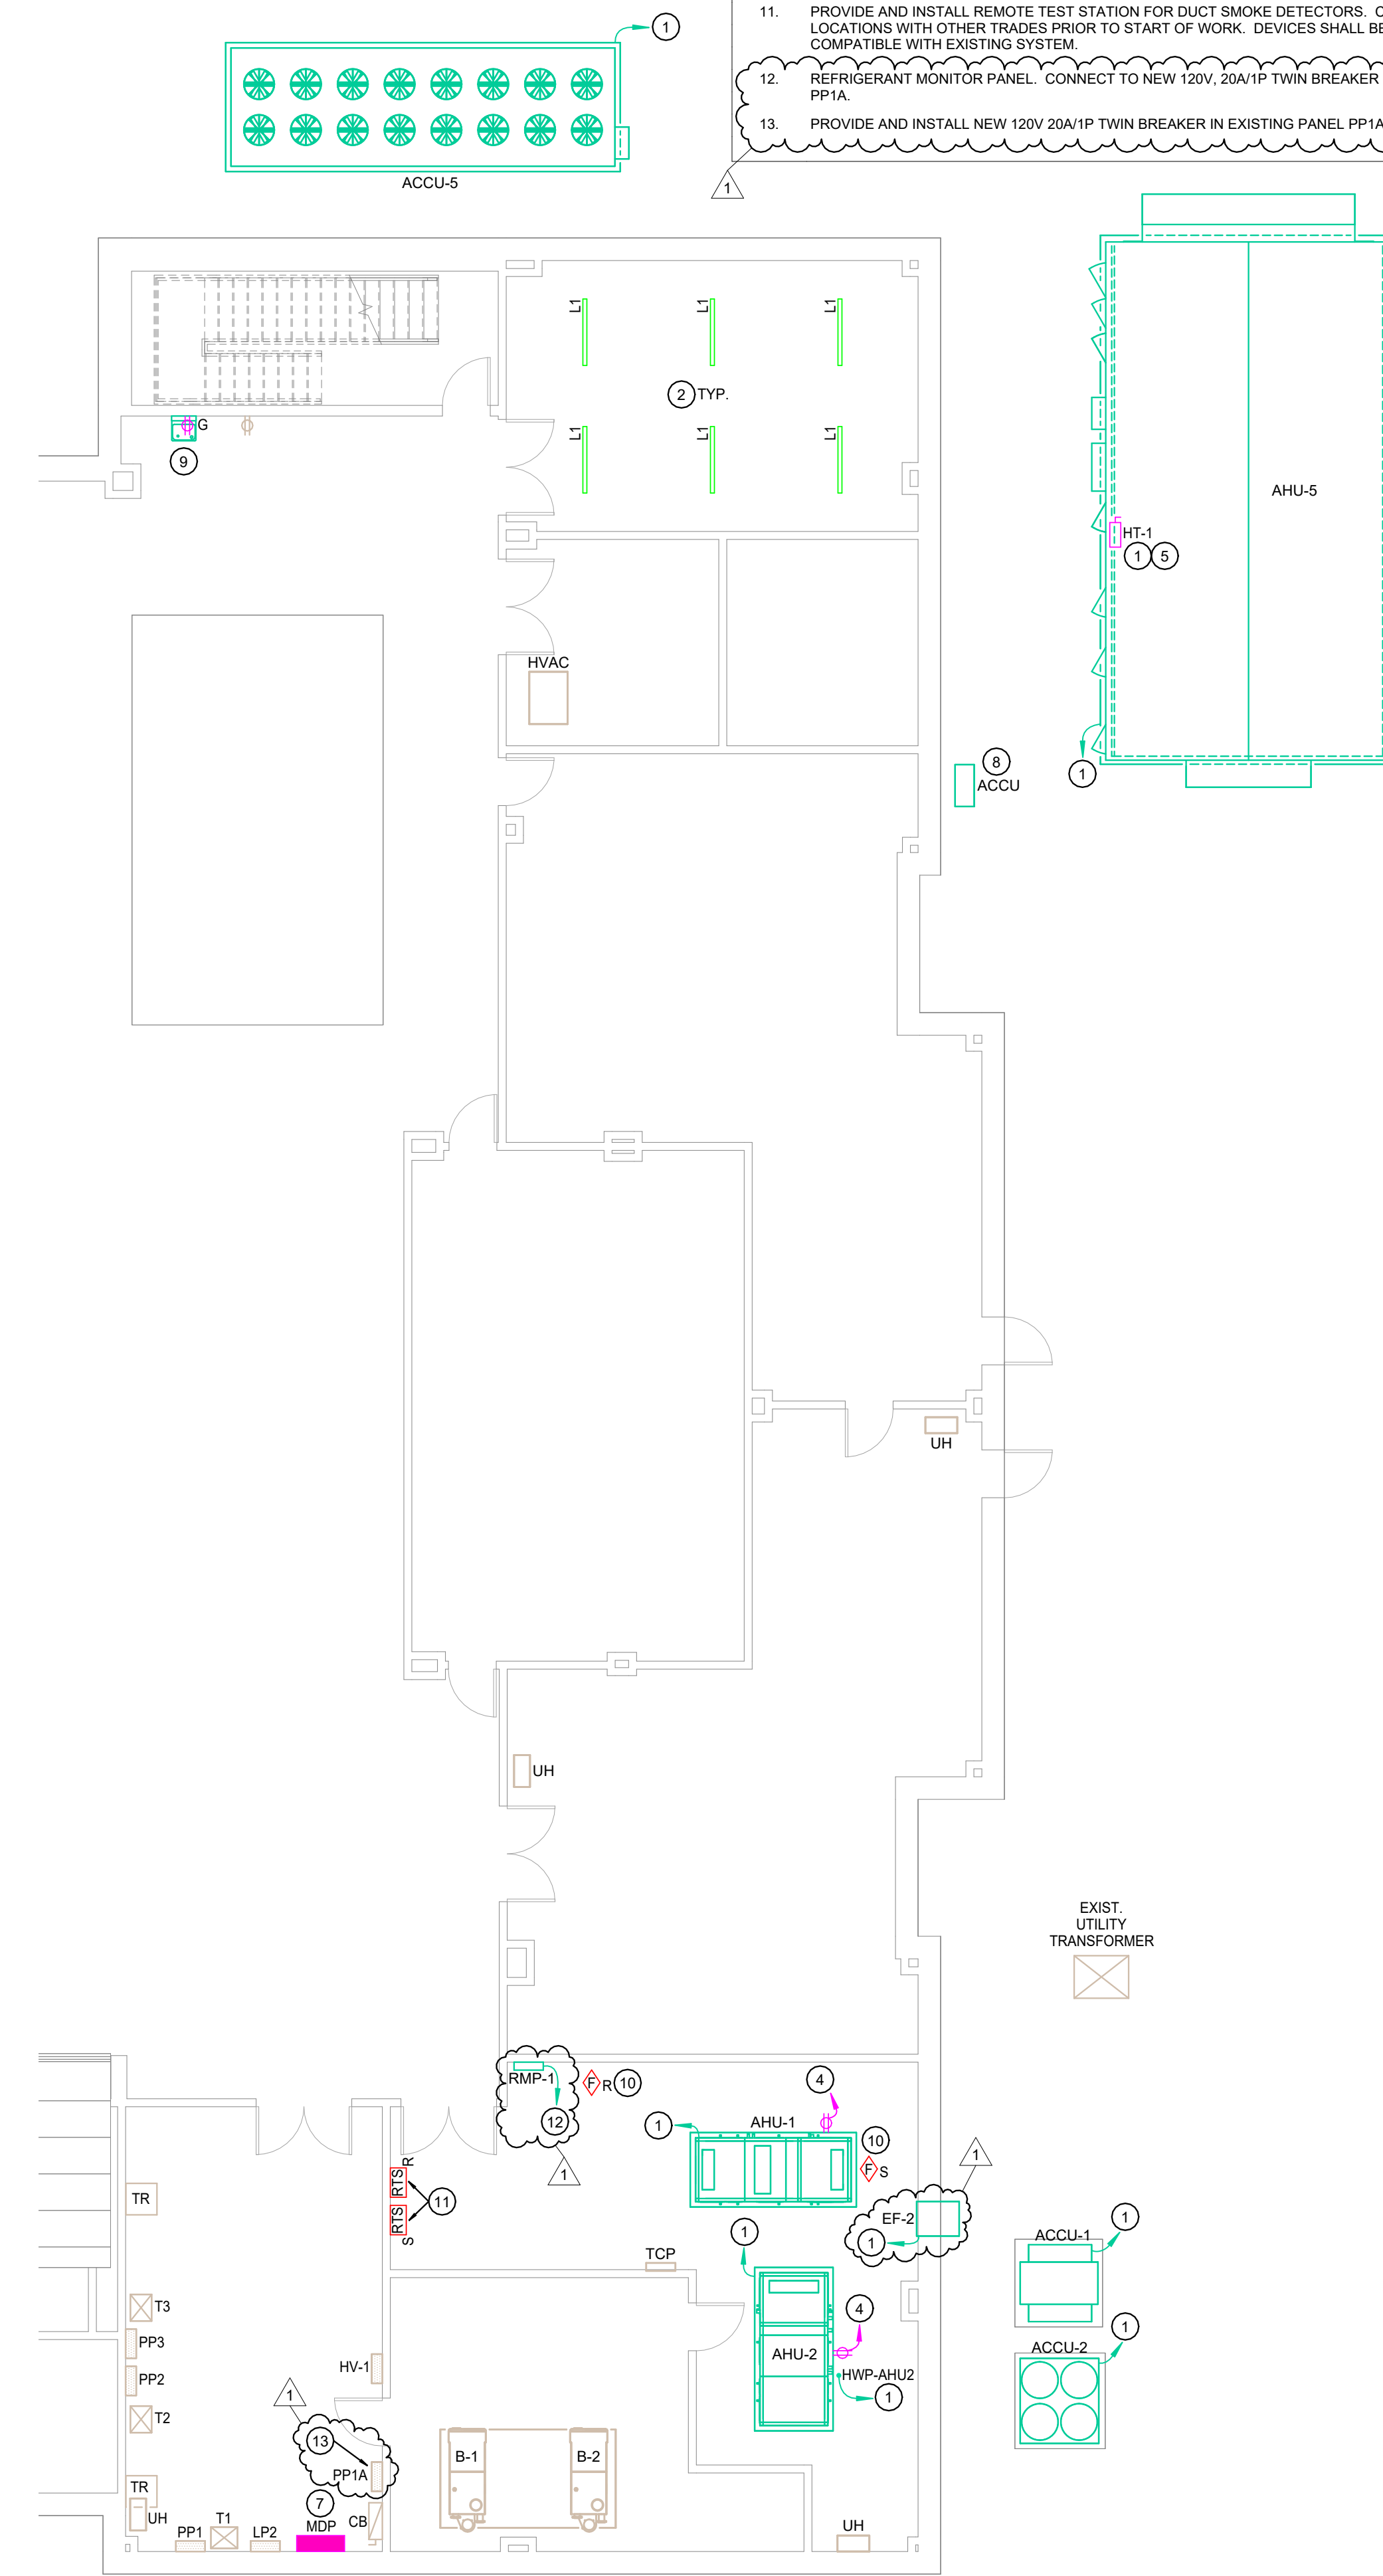 11. PROVIDE AND INSTALL REMOTE TEST STATION FOR DUCT SMOKE DETECTORS. C
LOCATIONS WITH OTHER TRADES PRIOR TO START OF WORK. DEVICES SHALL BE
COMPATIBLE WITH EXISTING SYSTEM.
12. REFRIGERANT MONITOR PANEL. CONNECT TO NEW 120V, 20A/1P TWIN BREAKER
PP1A.
13. PROVIDE AND INSTALL NEW 120V 20A/1P TWIN BREAKER IN EXISTING PANEL PP1A
1
1
ACCU-5
L1
L1
L1
2 TYP.
G
9
L1
L1
L1
AHU-5
HT-1
1 5
HVAC
8
ACCU
1
UH
UH
EXIST.
UTILITY
TRANSFORMER
RMP-1
F R 10
12
1
4
AHU-1
1
10
F S
1
RTS R
RTS S
11
TR
EF-2
1
1
ACCU-1
1
TCP
T3
4
1
PP3
HV-1
AHU-2
ACCU-2
PP2
HWP-AHU2
1
1
T2
13
B-1
B-2
PP1A
TR
7
UH
T1
MDP
CB
PP1
LP2
UH